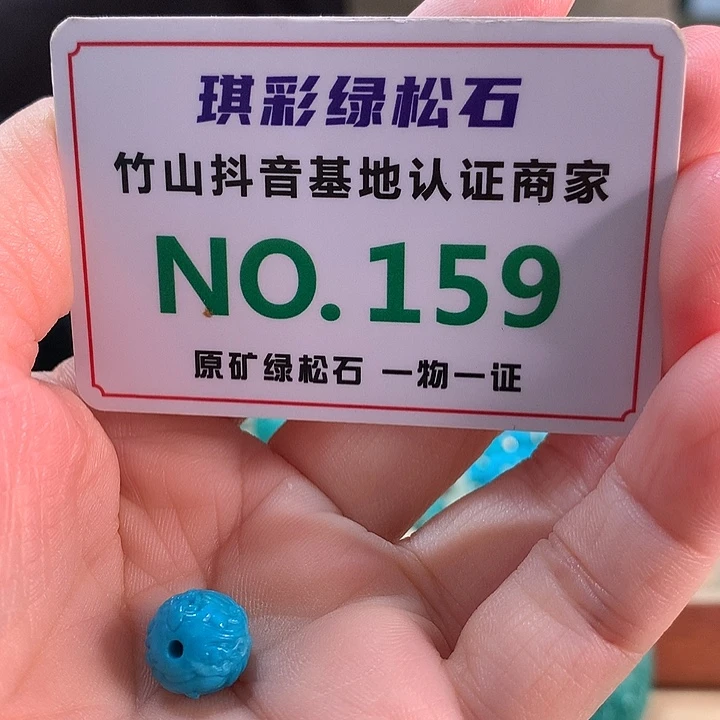 琪彩绿松石
竹山抖音基地认证商家
NO.159
原矿绿松石 一物一证